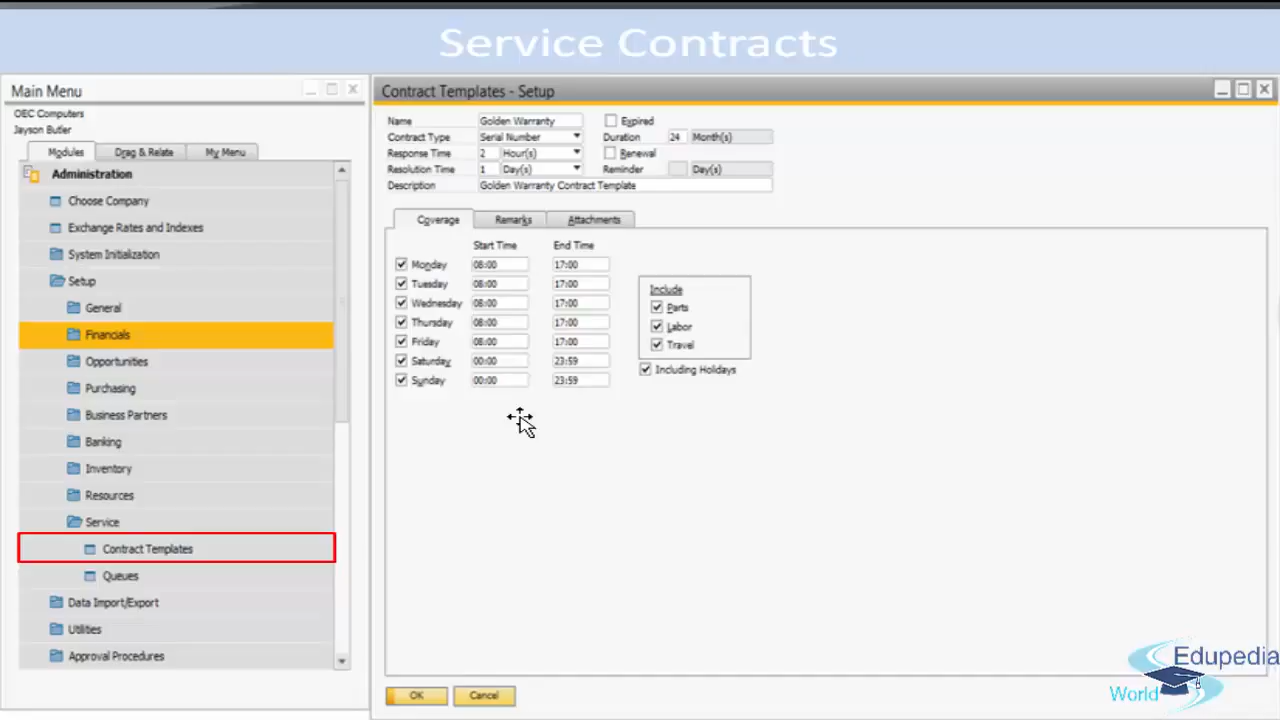 Service Contracts
Main Menu
OEC Computers
Jayson Butler
Modules Drag & Relate My Menu
Administration
Choose Company
Exchange Rates and Indexes
System Initialization
Setup
General
Financials
Opportunities
Purchasing
Business Partners
Banking
Inventory
Resources
Service
Contract Templates
Queues
Data Import/Export
Utilities
Approval Procedures
Contract Templates - Setup
Name Golden Warranty Expired
Contract Type Serial Number Duration 24 Month(s)
Response Time 2 Hour(s) Renewal
Resolution Time 1 Day(s) Reminder Day(s)
Description Golden Warranty Contract Template
Coverage Remarks Attachments
Start Time End Time
Monday 08:00 17:00
Tuesday 08:00 17:00
Wednesday 08:00 17:00
Thursday 08:00 17:00
Friday 08:00 17:00
Saturday 00:00 23:59
Sunday 00:00 23:59
Include
Parts
Labor
Travel
Including Holidays
OK Cancel
Edupedia
World